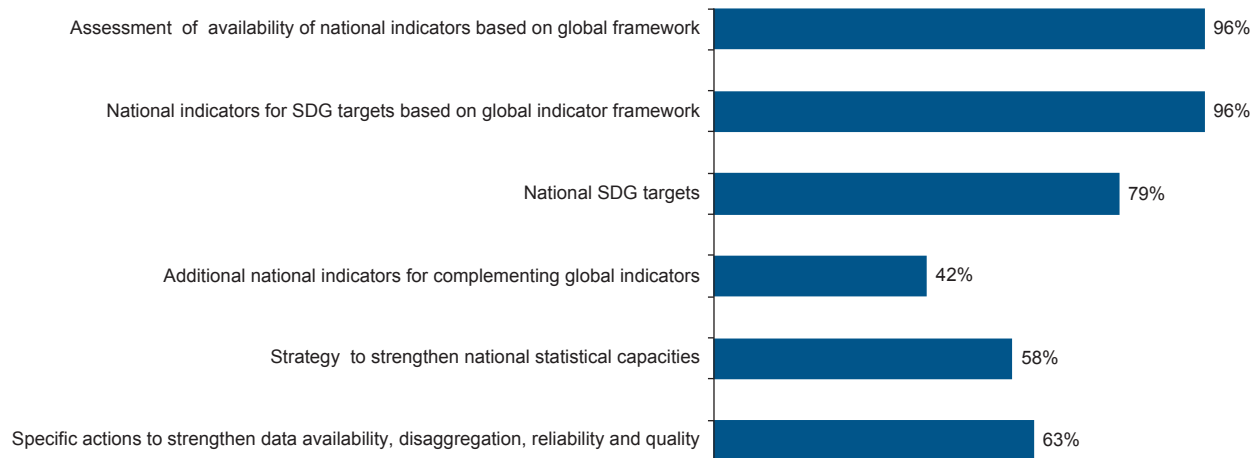 Assessment of availability of national indicators based on global framework 96%
National indicators for SDG targets based on global indicator framework 96%
National SDG targets 79%
Additional national indicators for complementing global indicators 42%
Strategy to strengthen national statistical capacities 58%
Specific actions to strengthen data availability, disaggregation, reliability and quality 63%